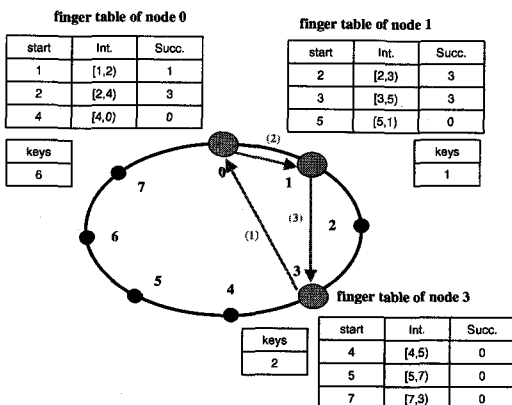 finger table of node 0
start Int. Succ.
1 [1,2) 1
2 [2,4) 3
4 [4,0) 0
keys
6
finger table of node 1
start Int. Succ.
2 [2,3) 3
3 [3,5) 3
5 [5,1) 0
keys
1
(2)
0
1
7
2
(3)
(1)
6
3
5
4
finger table of node 3
keys
2
start Int. Succ.
4 [4,5) 0
5 [5,7) 0
7 [7,3) 0